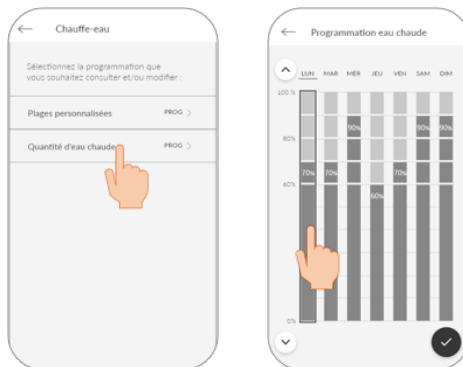 Chauffe-eau
Sélectionnez la programmation que
vous souhaitez consulter et/ou modifier :
Plages personnalisées PROG >
Quantité d'eau chaude PROG >
Programmation eau chaude
LUN MAR MER JEU VEN SAM DIM
100 %
80%
90% 90% 90%
70% 70% 70%
60%
60%
0%